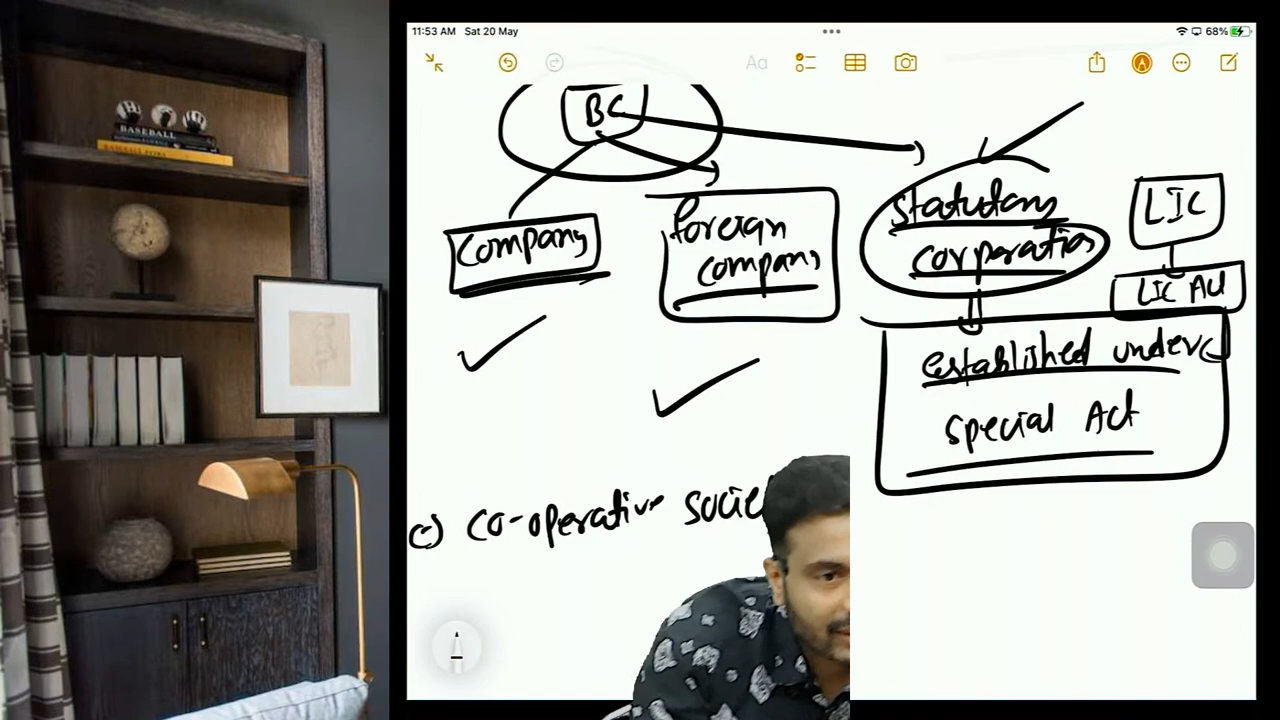 11:53 AM Sat 20 May
68%
Aa
BC
company
foreign
company
statutory
corporation
LIC
LIC Act
established under
special Act
c) co-operative
BASEBALL